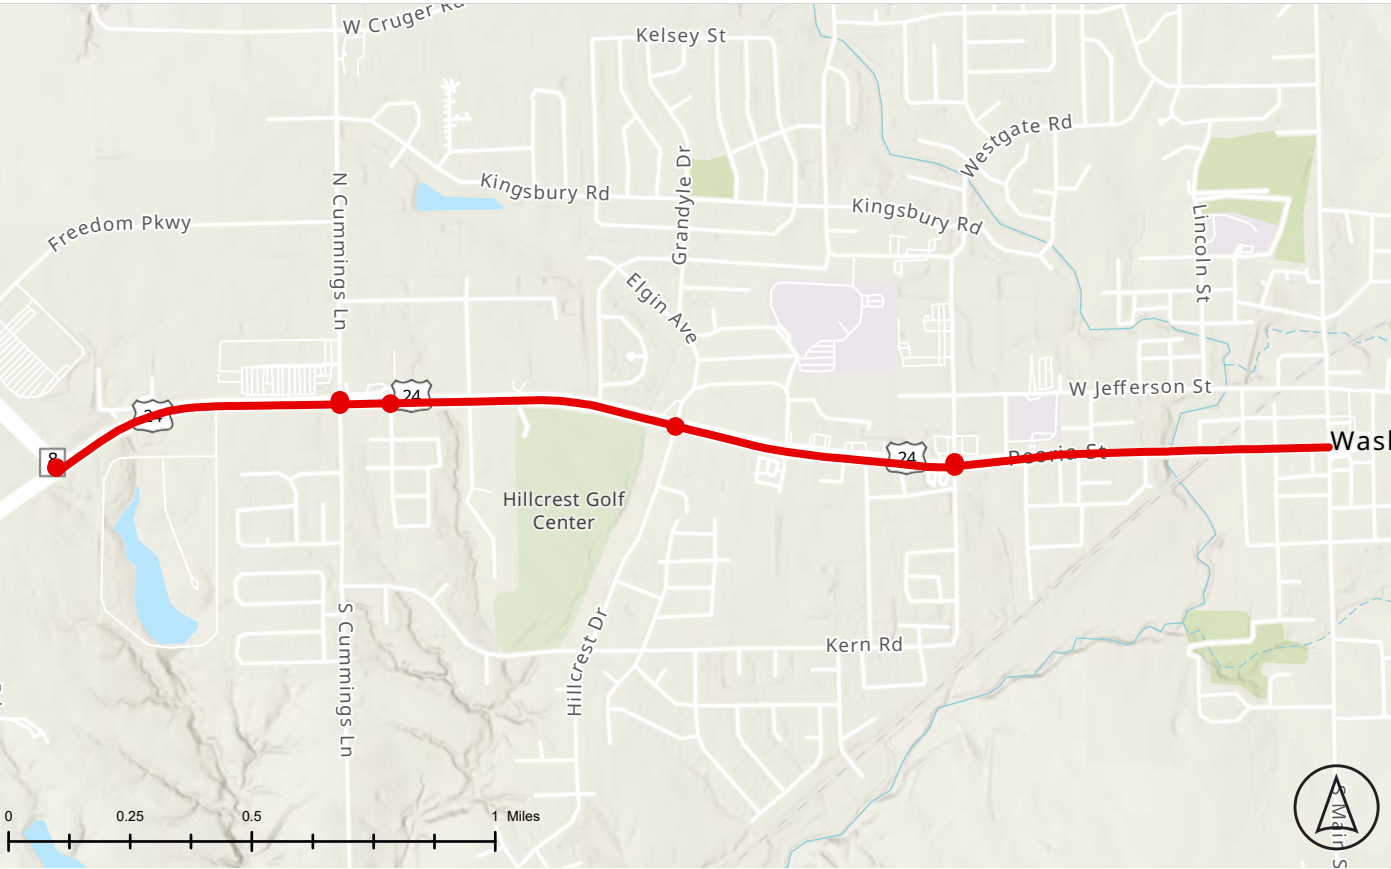 W Cruger Rd
Kelsey St
Westgate Rd
N Cummings Ln
Kingsbury Rd
Grandyle Dr
Kingsbury Rd
Freedom Pkwy
Lincoln St
Elgin Ave
24
24
W Jefferson St
Wasl
8
24
Peoria St
Hillcrest Golf
Center
S Cummings Ln
Hillcrest Dr
Kern Rd
S Main S
0 0.25 0.5 1 Miles